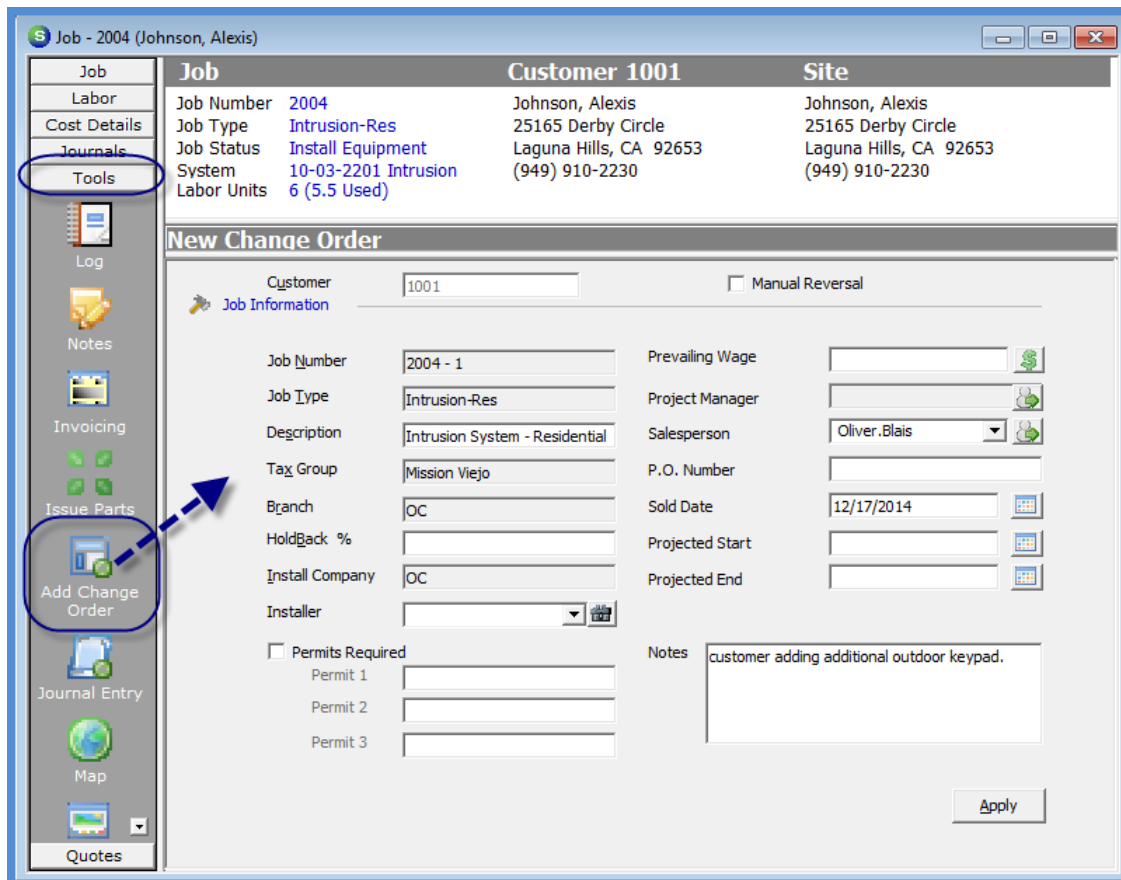 S Job - 2004 (Johnson, Alexis)
Job
Labor
Cost Details
Journals
Tools
Log
Notes
Invoicing
Issue Parts
Add Change
Order
Journal Entry
Map
Quotes
Job Customer 1001 Site
Job Number 2004 Johnson, Alexis Johnson, Alexis
Job Type Intrusion-Res 25165 Derby Circle 25165 Derby Circle
Job Status Install Equipment Laguna Hills, CA 92653 Laguna Hills, CA 92653
System 10-03-2201 Intrusion (949) 910-2230 (949) 910-2230
Labor Units 6 (5.5 Used)
New Change Order
Customer 1001 Manual Reversal
Job Information
Job Number 2004 - 1 Prevailing Wage
Job Type Intrusion-Res Project Manager
Description Intrusion System - Residential Salesperson Oliver.Blais
Tax Group Mission Viejo P.O. Number
Branch OC Sold Date 12/17/2014
HoldBack % Projected Start
Install Company OC Projected End
Installer
Permits Required Notes customer adding additional outdoor keypad.
Permit 1
Permit 2
Permit 3
Apply